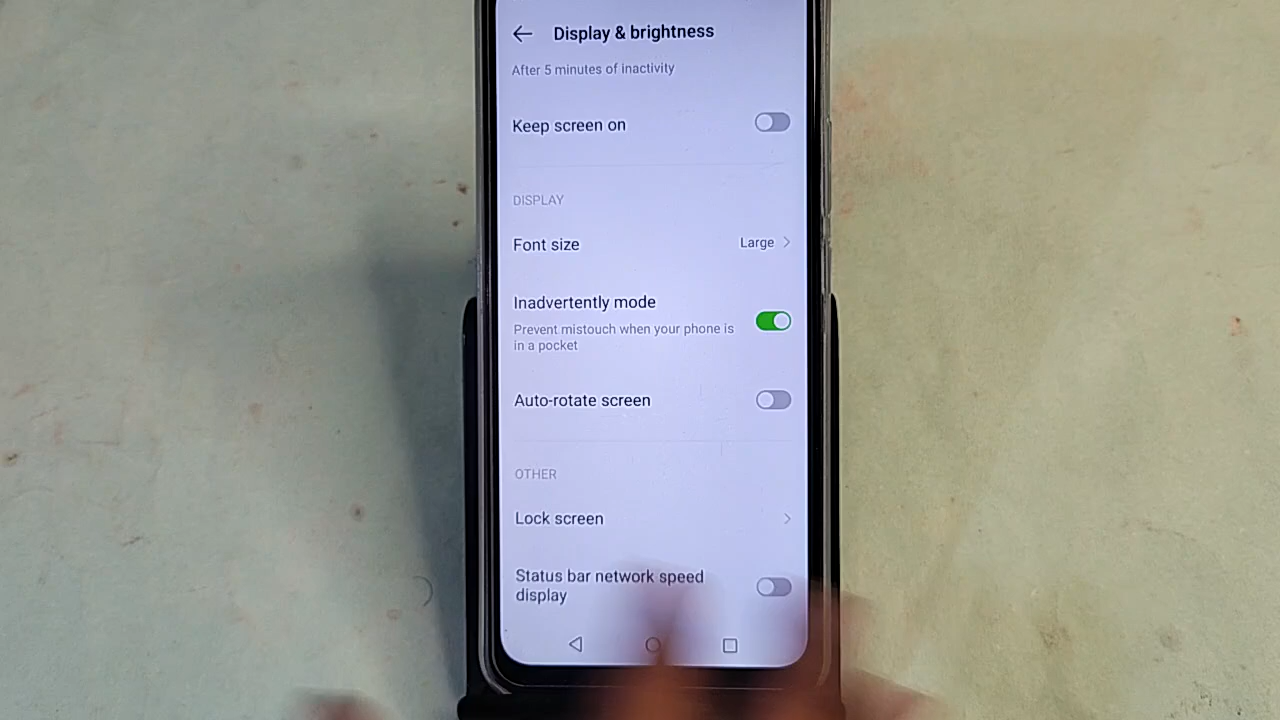 Display & brightness
After 5 minutes of inactivity
Keep screen on
DISPLAY
Font size
Large
Inadvertently mode
Prevent mistouch when your phone is
in a pocket
Auto-rotate screen
OTHER
Lock screen
Status bar network speed
display